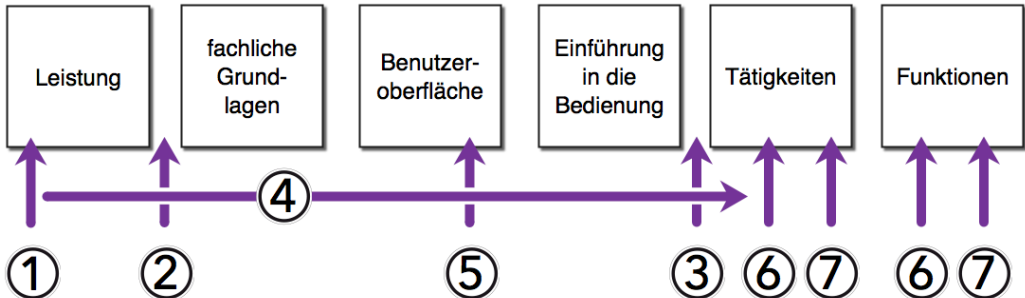 Leistung
fachliche
Grund-
lagen
Benutzer-
oberfläche
Einführung
in die
Bedienung
Tätigkeiten
Funktionen
4
1
2
5
3
6
7
6
7